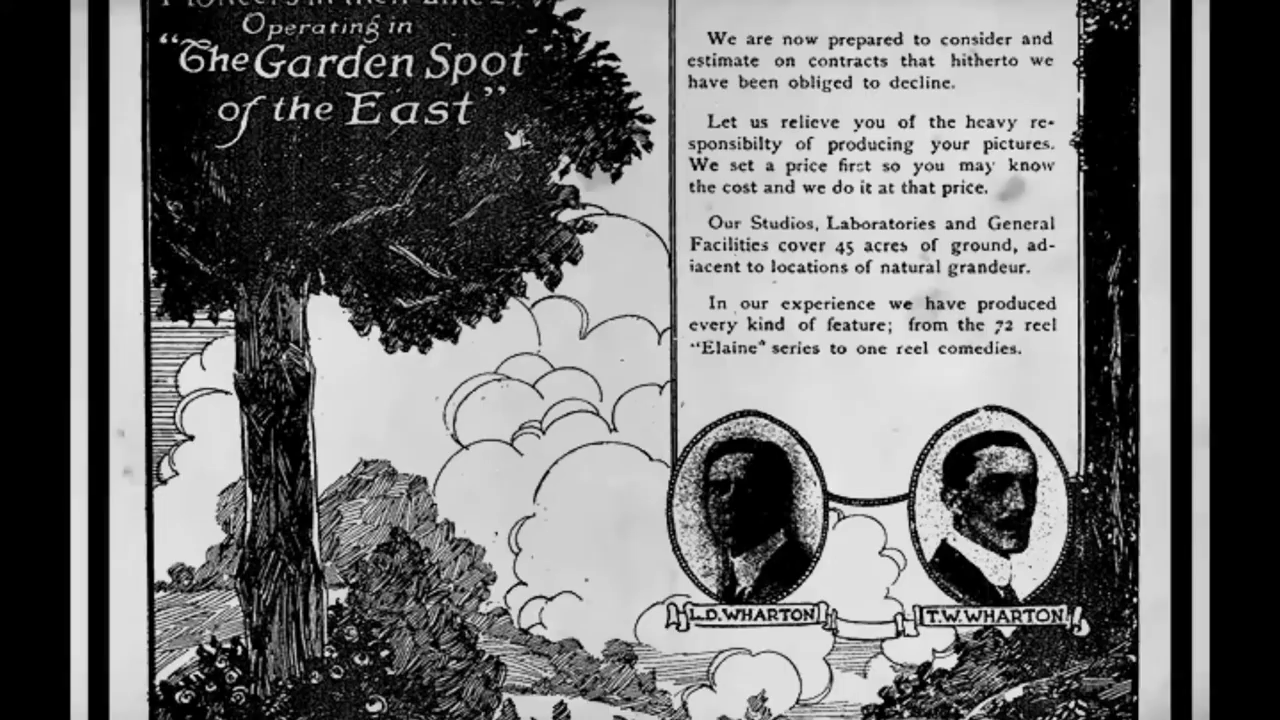 Pioneers in their Line
Operating in
"The Garden Spot
of the East"
We are now prepared to consider and
estimate on contracts that hitherto we
have been obliged to decline.
Let us relieve you of the heavy re-
sponsibilty of producing your pictures.
We set a price first so you may know
the cost and we do it at that price.
Our Studios, Laboratories and General
Facilities cover 45 acres of ground, ad-
jacent to locations of natural grandeur.
In our experience we have produced
every kind of feature; from the 72 reel
"Elaine" series to one reel comedies.
L.D. WHARTON
T.W. WHARTON